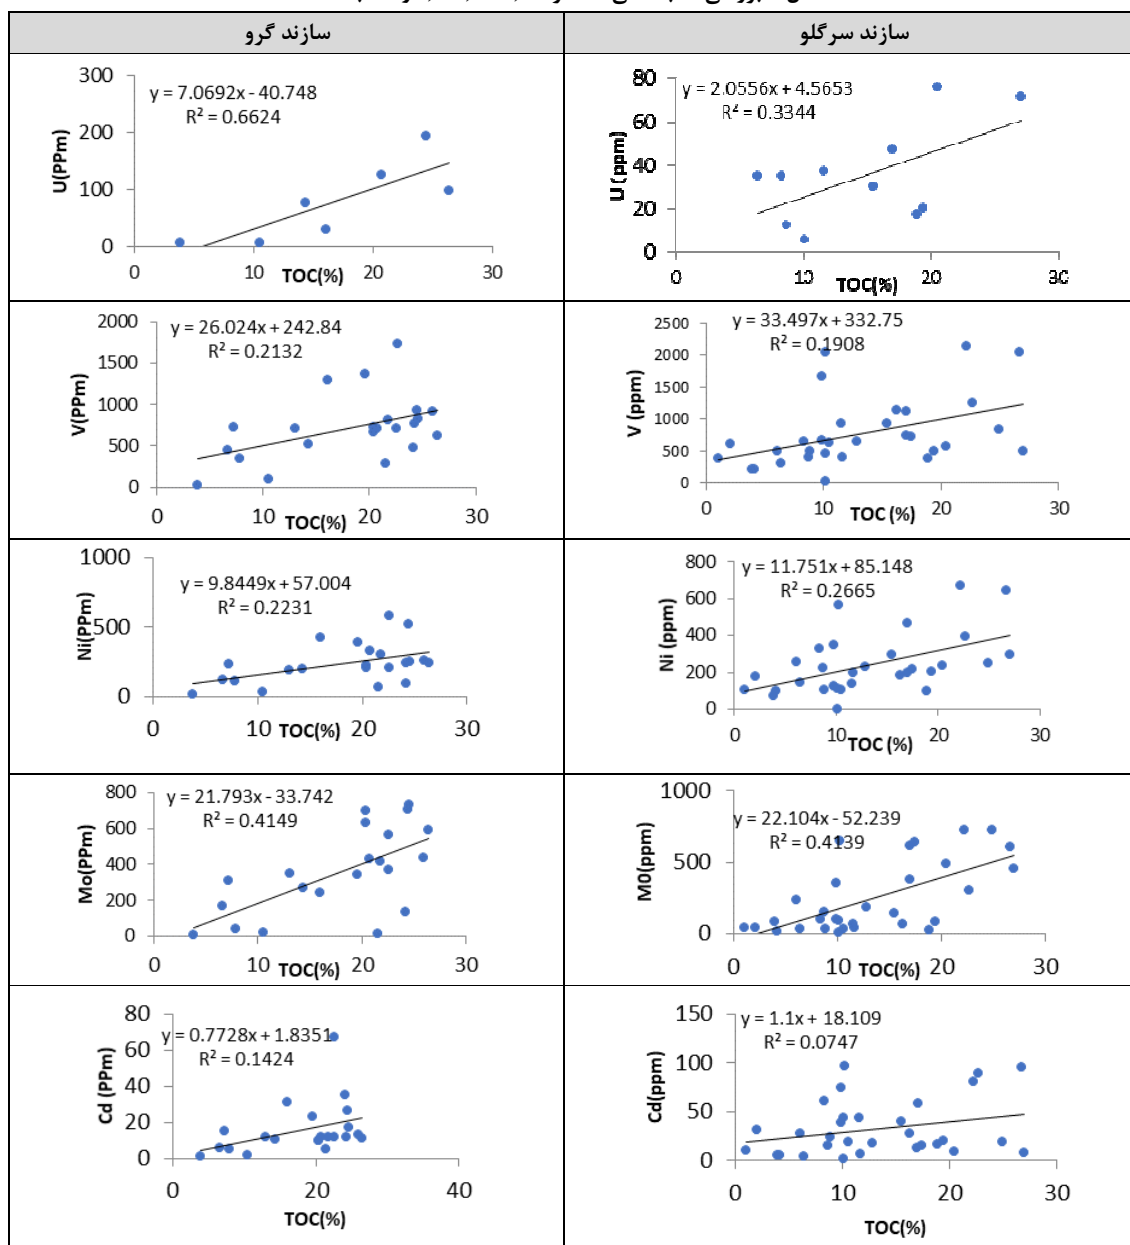 سازند گرو
سازند سرگلو
y = 7.0692x - 40.748
R² = 0.6624
U(PPm)
300
200
100
0
0 10 20 30
TOC(%)
y = 2.0556x + 4.5653
R² = 0.3344
U (ppm)
80
60
40
20
0
0 10 20 30
TOC(%)
y = 26.024x + 242.84
R² = 0.2132
V(PPm)
2000
1500
1000
500
0
0 10 20 30
TOC(%)
y = 33.497x + 332.75
R² = 0.1908
V (ppm)
2500
2000
1500
1000
500
0
0 10 20 30
TOC (%)
y = 9.8449x + 57.004
R² = 0.2231
Ni(PPm)
1000
500
0
0 10 20 30
TOC(%)
y = 11.751x + 85.148
R² = 0.2665
Ni (ppm)
800
600
400
200
0
0 10 20 30
TOC (%)
y = 21.793x - 33.742
R² = 0.4149
Mo(PPm)
800
600
400
200
0
0 10 20 30
TOC(%)
y = 22.104x - 52.239
R² = 0.4139
M0(ppm)
1000
500
0
0 10 20 30
TOC(%)
y = 0.7728x + 1.8351
R² = 0.1424
Cd (PPm)
80
60
40
20
0
0 20 40
TOC(%)
y = 1.1x + 18.109
R² = 0.0747
Cd(ppm)
150
100
50
0
0 10 20 30
TOC(%)